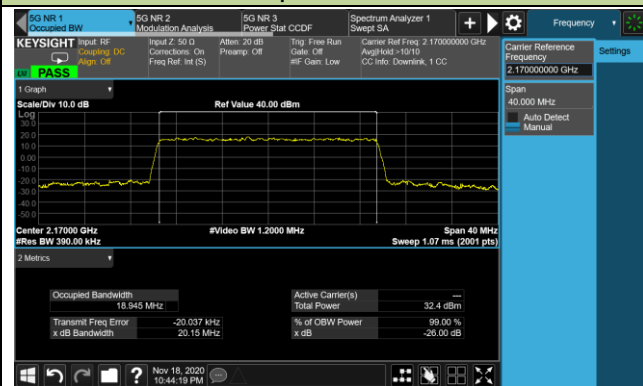 5G NR 1
Occupied BW
5G NR 2
Modulation Analysis
5G NR 3
Power Stat CCDF
Spectrum Analyzer 1
Swept SA
Frequency
KEYSIGHT
Input: RF
Coupling: DC
Align: Off
Input Z: 50 Ω
Corrections: On
Freq Ref: Int (S)
Atten: 20 dB
Preamp: Off
Trig: Free Run
Gate: Off
#IF Gain: Low
Carrier Ref Freq: 2.170000000 GHz
Avg|Hold:>10/10
CC Info: Downlink, 1 CC
PASS
Carrier Reference
Frequency
2.170000000 GHz
Settings
Span
40.000 MHz
Auto Detect
Manual
1 Graph
Scale/Div 10.0 dB
Ref Value 40.00 dBm
Log
30.0
20.0
10.0
0.00
-10.0
-20.0
-30.0
-40.0
-50.0
Center 2.17000 GHz
#Video BW 1.2000 MHz
Span 40 MHz
#Res BW 390.00 kHz
Sweep 1.07 ms (2001 pts)
2 Metrics
Occupied Bandwidth
18.945 MHz
Active Carrier(s)
---
Total Power
32.4 dBm
Transmit Freq Error
-20.037 kHz
% of OBW Power
99.00 %
x dB Bandwidth
20.15 MHz
x dB
-26.00 dB
?
Nov 18, 2020
10:44:19 PM